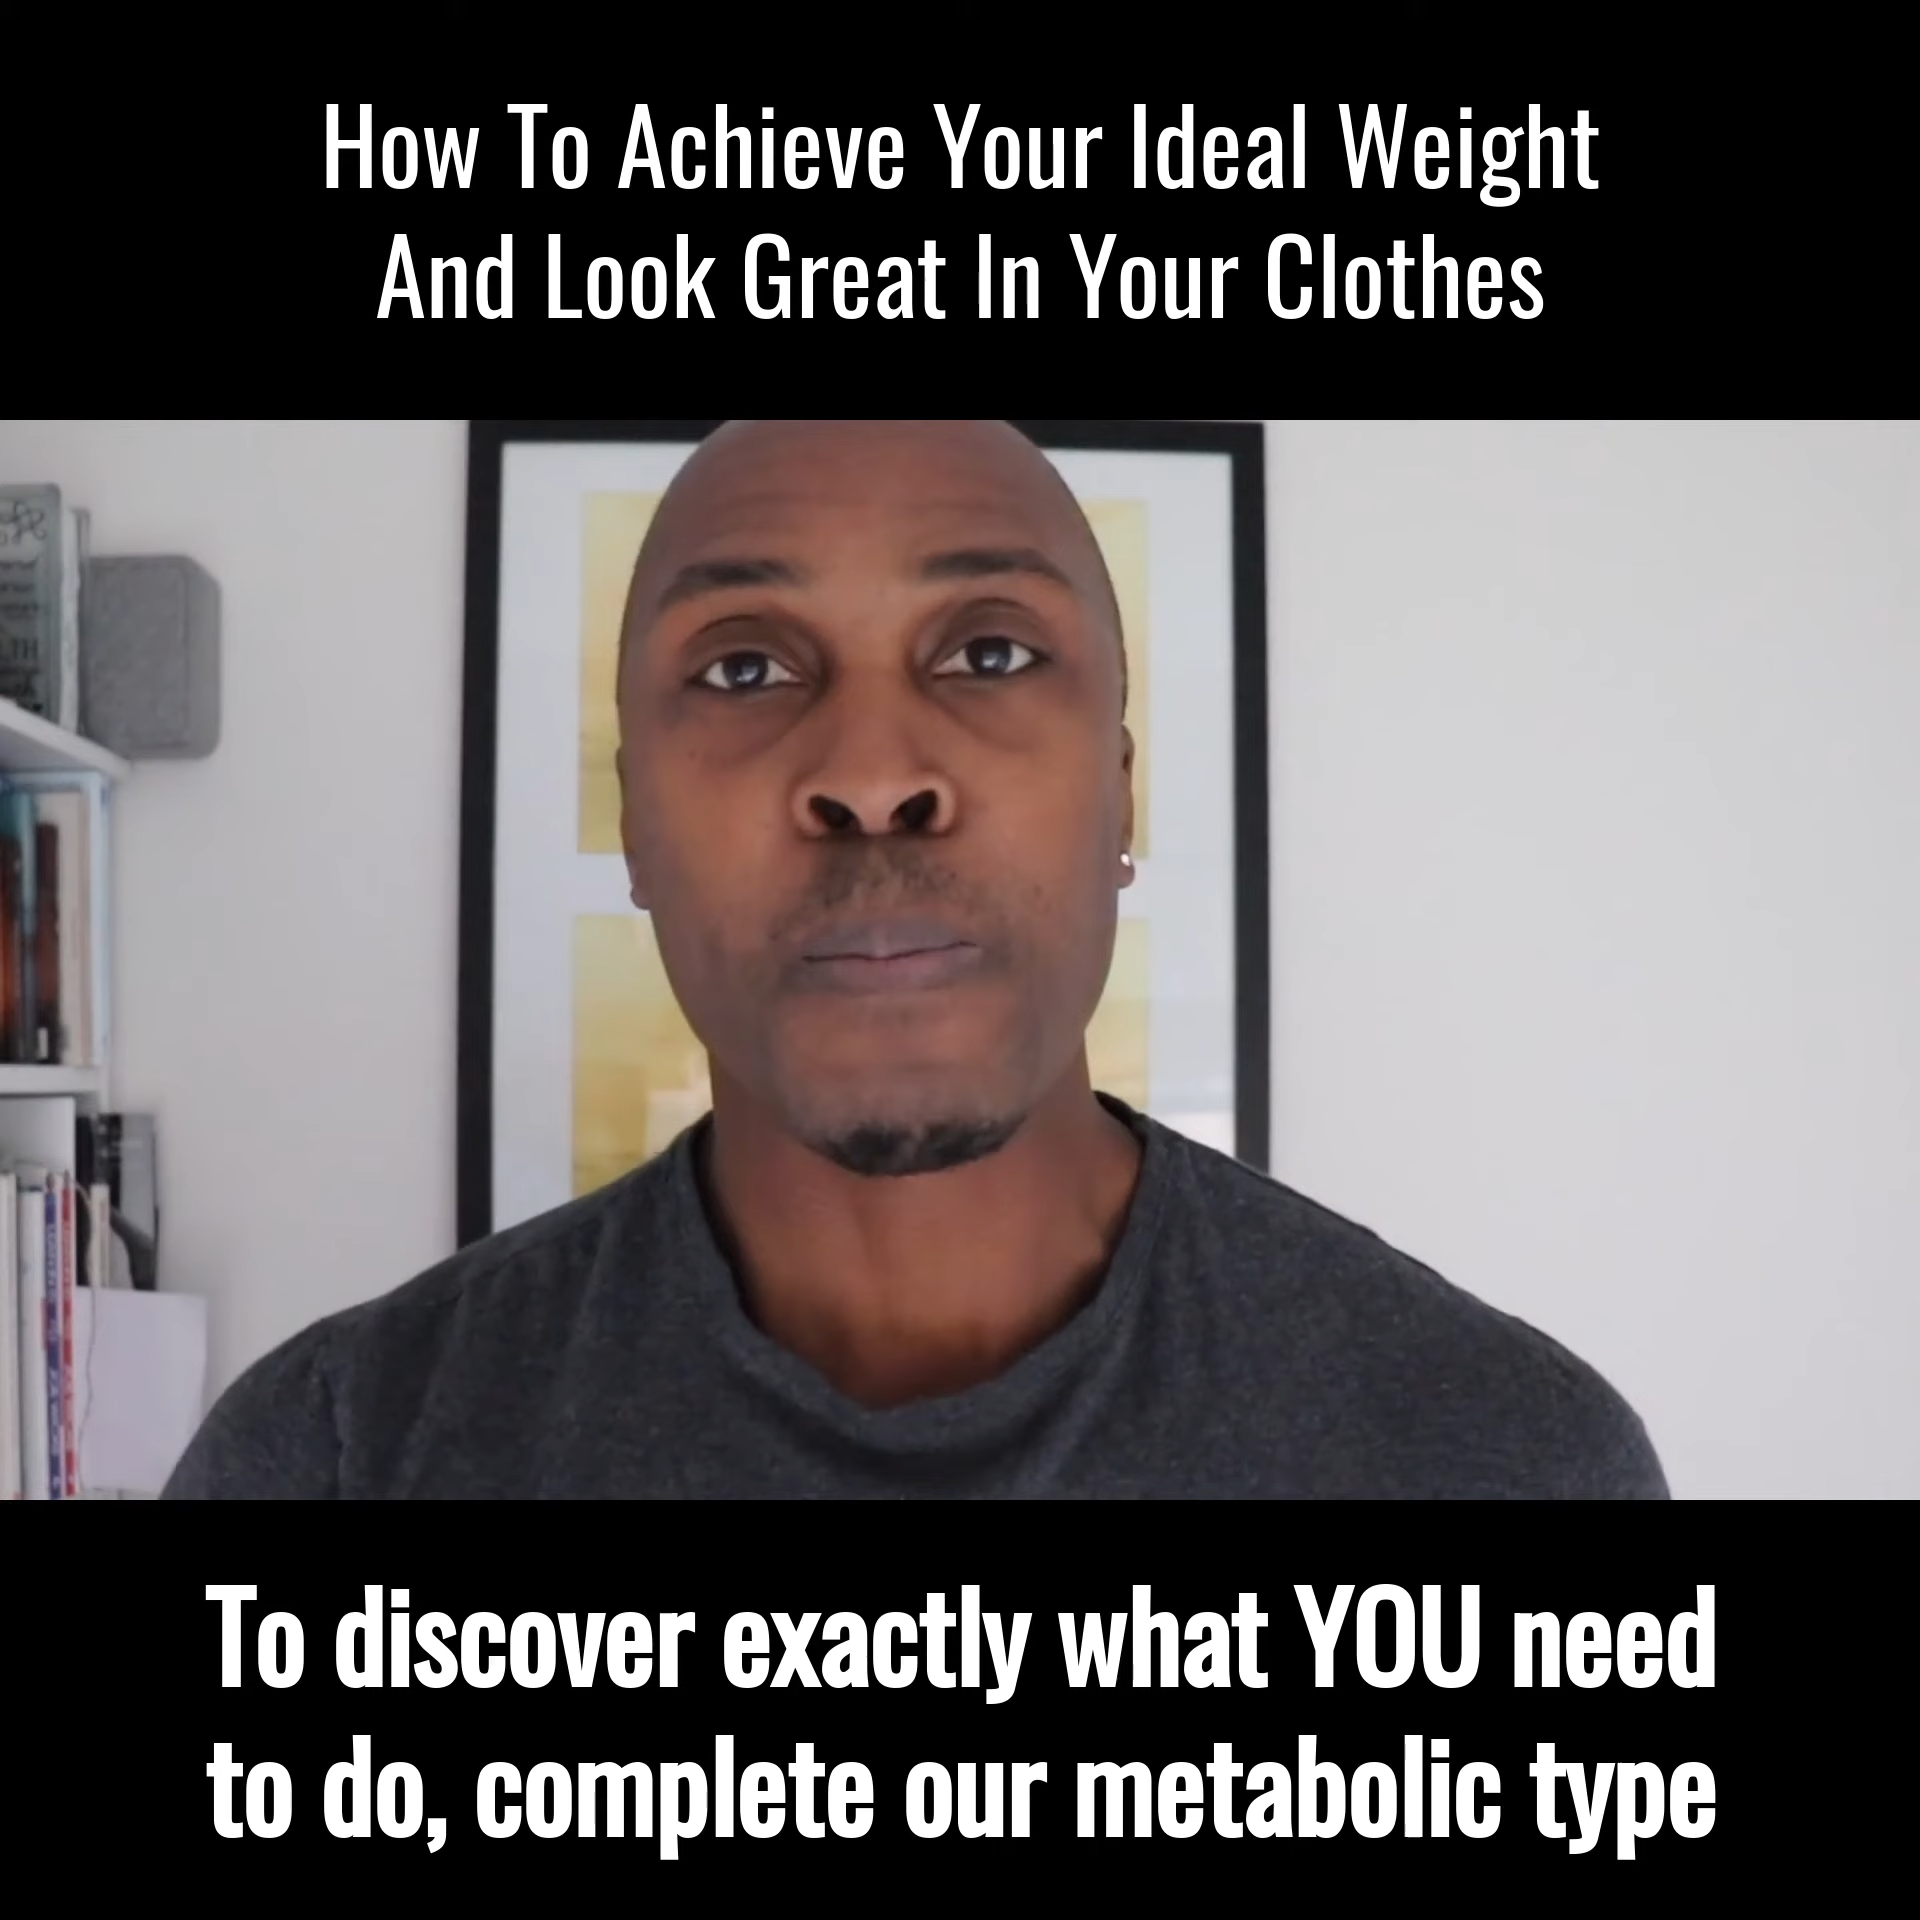 How To Achieve Your Ideal Weight
And Look Great In Your Clothes
LTH
To discover exactly what YOU need
to do, complete our metabolic type